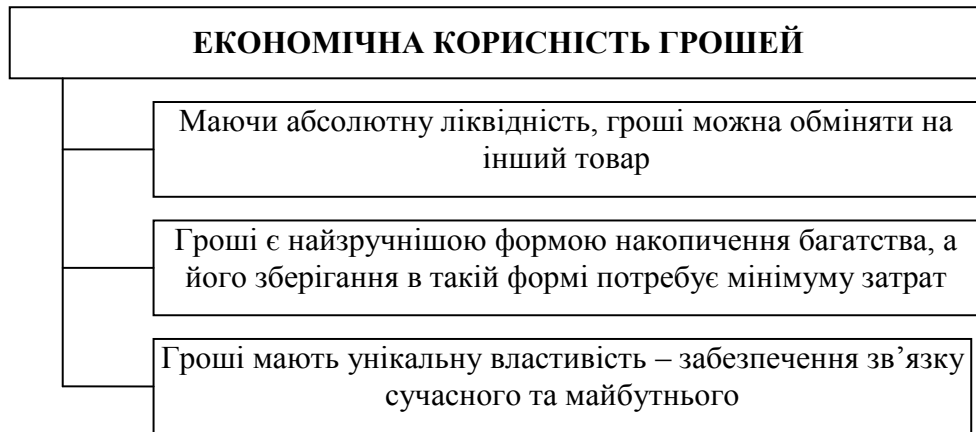 ЕКОНОМІЧНА КОРИСНІСТЬ ГРОШЕЙ
Маючи абсолютну ліквідність, гроші можна обміняти на
інший товар
Гроші є найзручнішою формою накопичення багатства, а
його зберігання в такій формі потребує мінімуму затрат
Гроші мають унікальну властивість – забезпечення зв’язку
сучасного та майбутнього